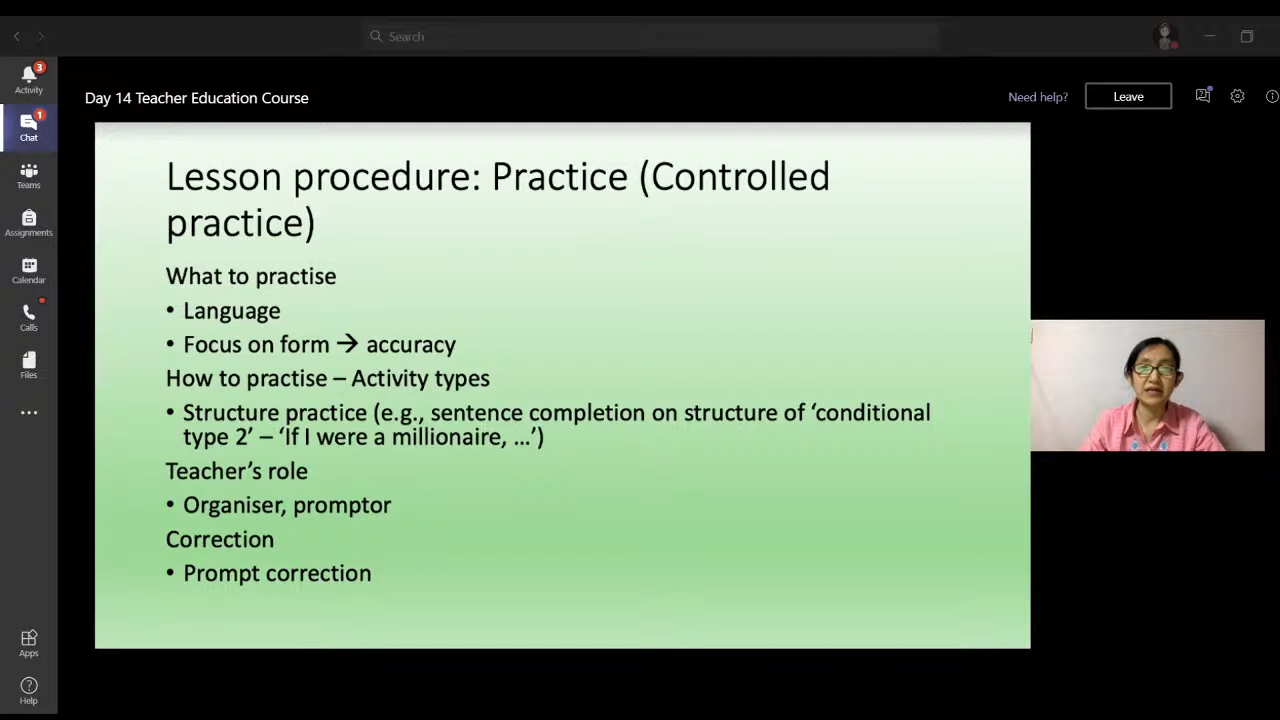 Search
3
Activity
1
Chat
Teams
Assignments
Calendar
Calls
Files
Apps
Help
Day 14 Teacher Education Course
Need help?
Leave
Lesson procedure: Practice (Controlled
practice)
What to practise
• Language
• Focus on form → accuracy
How to practise – Activity types
• Structure practice (e.g., sentence completion on structure of ‘conditional
type 2’ – ‘If I were a millionaire, …’)
Teacher’s role
• Organiser, promptor
Correction
• Prompt correction